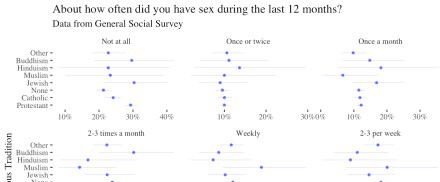 About how often did you have sex during the last 12 months?
Data from General Social Survey
Not at all
Once or twice
Once a month
Other
Buddhism
Hinduism
Muslim
Jewish
None
Catholic
Protestant
10% 20% 30% 40%
10% 20% 30%
10% 20% 30%
2-3 times a month
Weekly
2-3 per week
Other
Buddhism
Hinduism
Muslim
Jewish
us Tradition